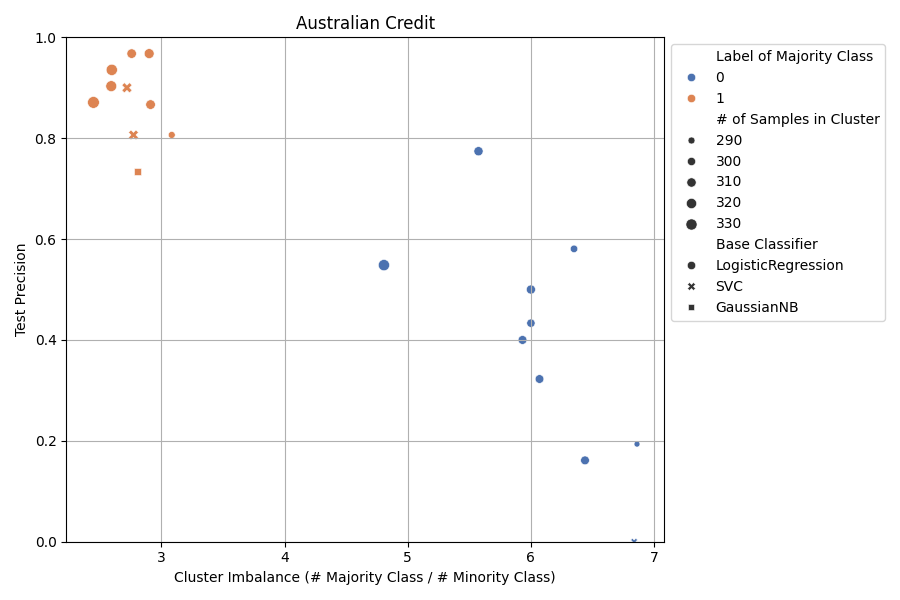 Australian Credit
1.0
0.8
0.6
0.4
0.2
0.0
Test Precision
3
4
5
6
7
Cluster Imbalance (# Majority Class / # Minority Class)
Label of Majority Class
0
1
# of Samples in Cluster
290
300
310
320
330
Base Classifier
LogisticRegression
SVC
GaussianNB